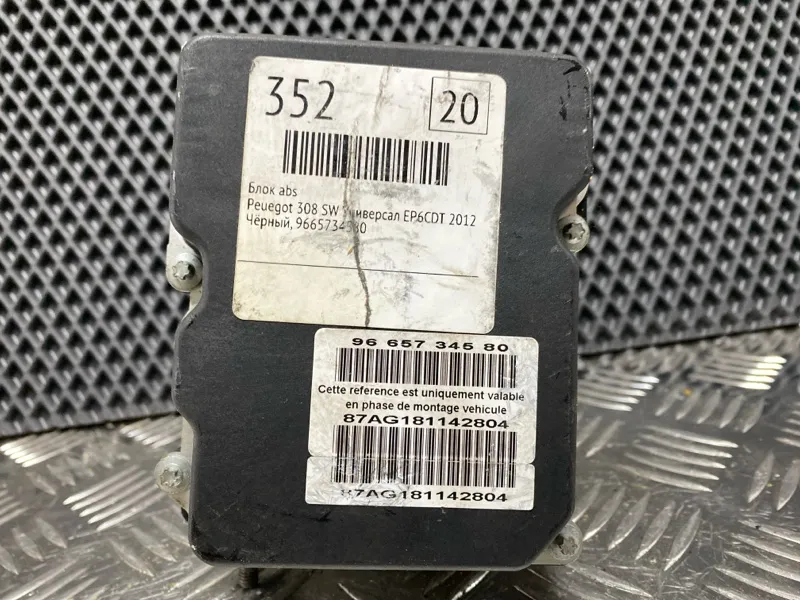 352 20
Блок abs
Peuegot 308 SW Универсал EP6CDT 2012
Чёрный, 9665734580
96 657 345 80
Cette reference est uniquement valable
en phase de montage vehicule
87AG181142804
87AG181142804